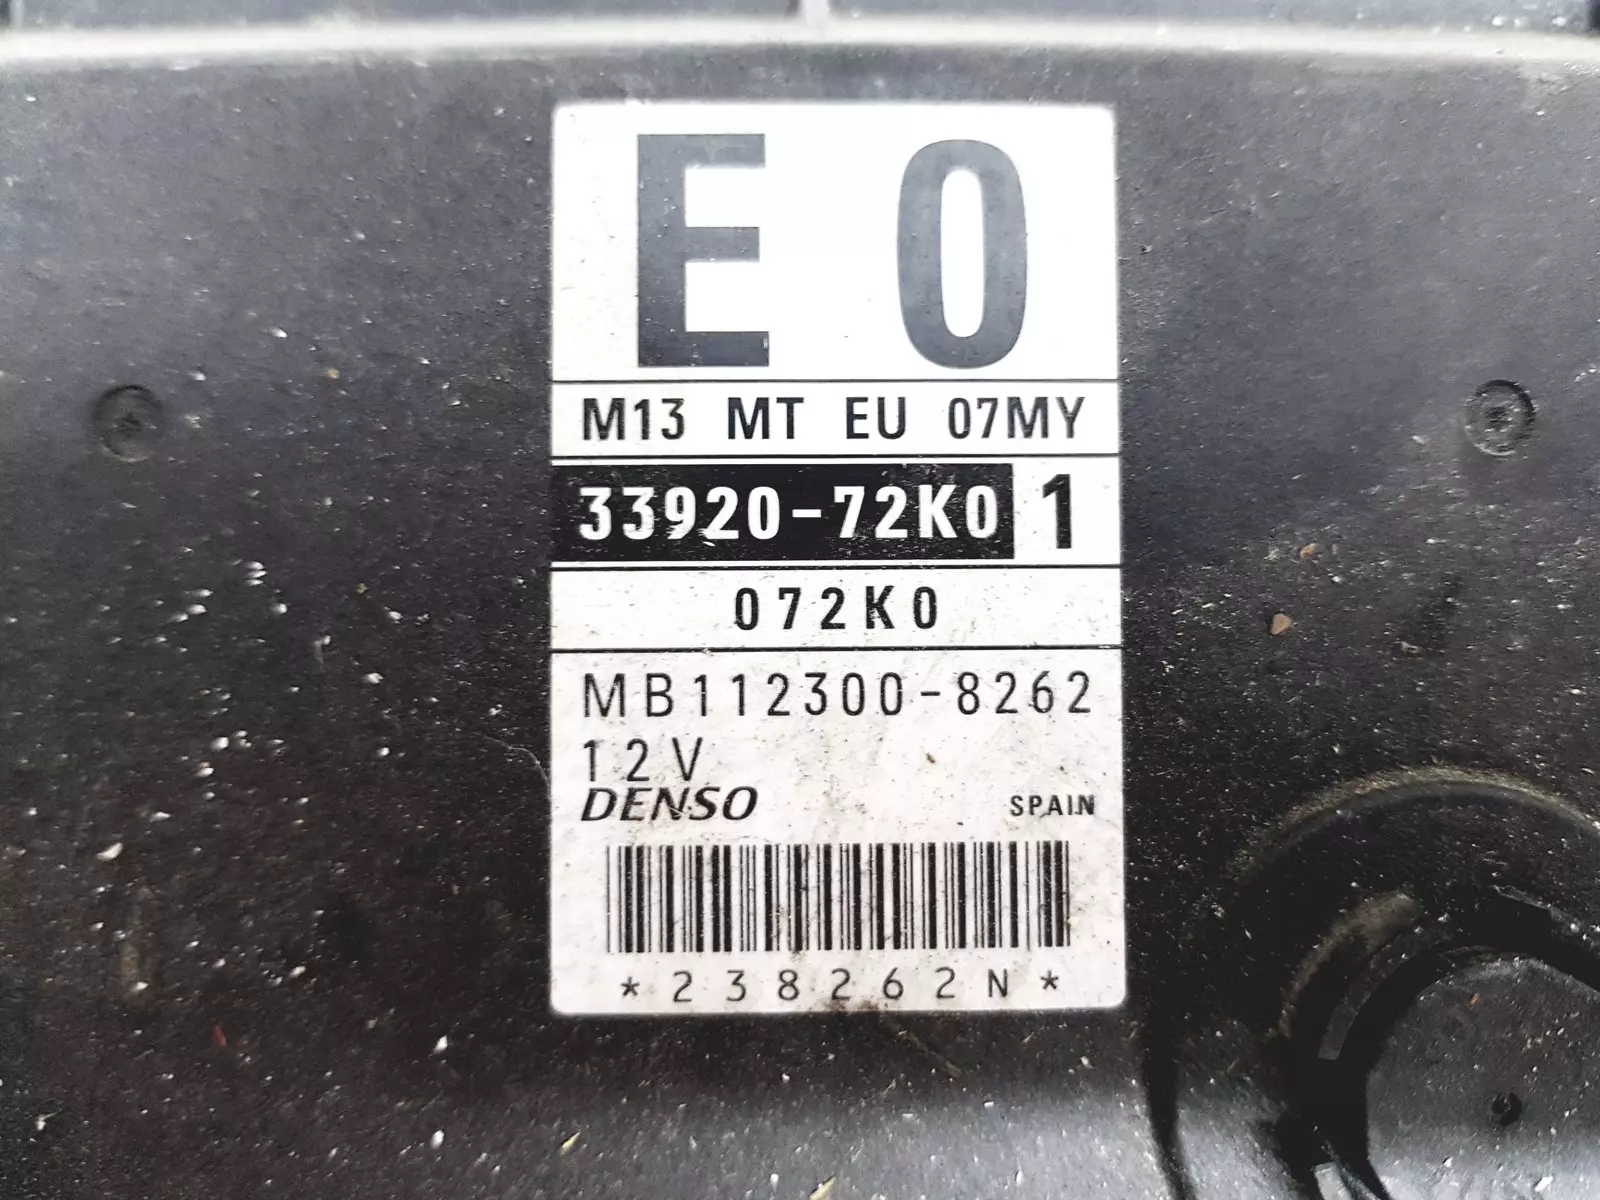 E 0
M13 MT EU 07MY
33920-72K0 1
072K0
MB112300-8262
12V
DENSO SPAIN
*238262N*